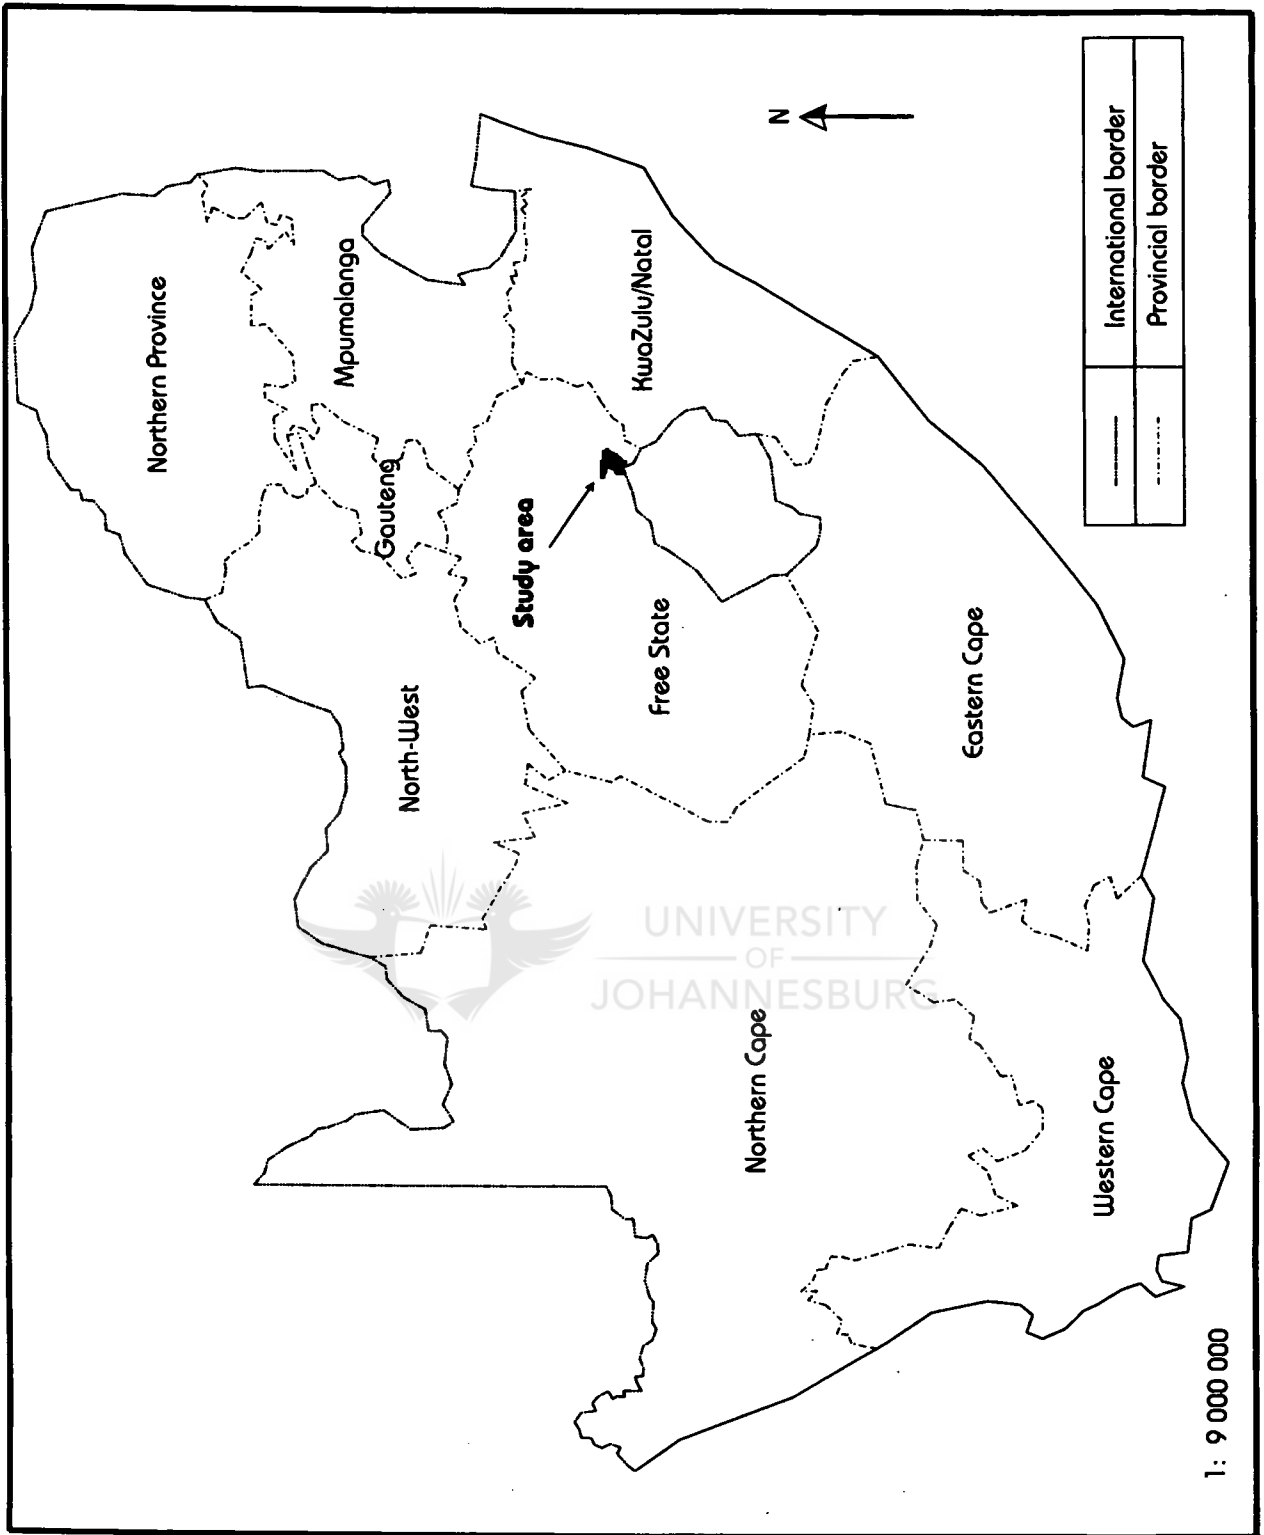 Northern Province
Mpumalanga
Gauteng
North-West
Study area
Free State
KwaZulu/Natal
N
Eastern Cape
Northern Cape
Western Cape
International border
Provincial border
1: 9 000 000
UNIVERSITY
OF
JOHANNESBURG